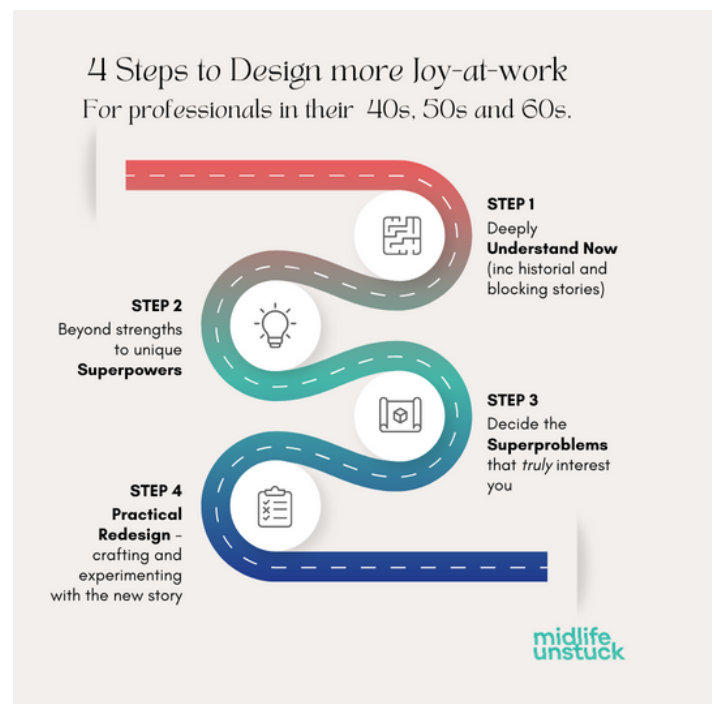 4 Steps to Design more Joy-at-work
For professionals in their 40s, 50s and 60s.
STEP 1
Deeply
Understand Now
(inc historial and
blocking stories)
STEP 2
Beyond strengths
to unique
Superpowers
STEP 3
Decide the
Superproblems
that truly interest
you
STEP 4
Practical
Redesign -
crafting and
experimenting
with the new story
midlife
unstuck